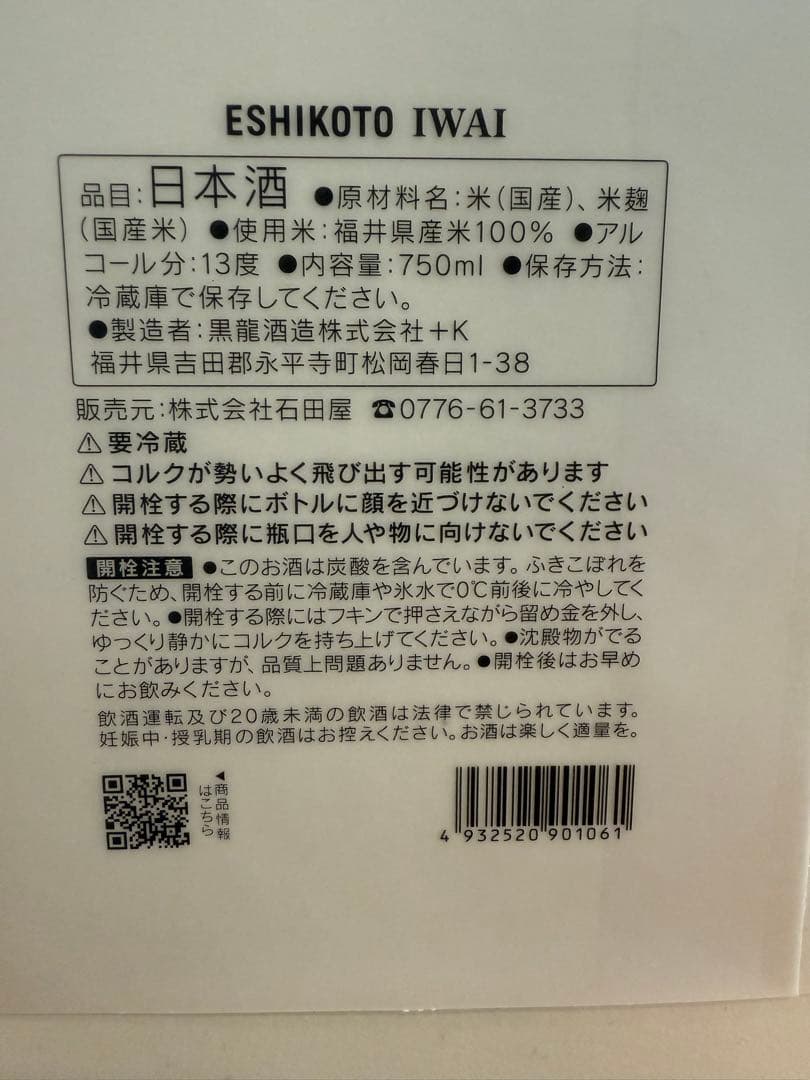 ESHIKOTO IWAI
品目:日本酒 ●原材料名:米(国産)、米麹
(国産米) ●使用米:福井県産米100% ●アル
コール分:13度 ●内容量:750ml ●保存方法:
冷蔵庫で保存してください。
●製造者:黒龍酒造株式会社+K
福井県吉田郡永平寺町松岡春日1-38
販売元:株式会社石田屋 ☎0776-61-3733
⚠要冷蔵
⚠コルクが勢いよく飛び出す可能性があります
⚠開栓する際にボトルに顔を近づけないでください
⚠開栓する際に瓶口を人や物に向けないでください
開栓注意 ●このお酒は炭酸を含んでいます。ふきこぼれを
防ぐため、開栓する前に冷蔵庫や氷水で0℃前後に冷やしてく
ださい。●開栓する際にはフキンで押さえながら留め金を外し、
ゆっくり静かにコルクを持ち上げてください。●沈殿物がでる
ことがありますが、品質上問題ありません。●開栓後はお早め
にお飲みください。
飲酒運転及び20歳未満の飲酒は法律で禁じられています。
妊娠中・授乳期の飲酒はお控えください。お酒は楽しく適量を。
▲商品情報
はこちら
4 932520 901061